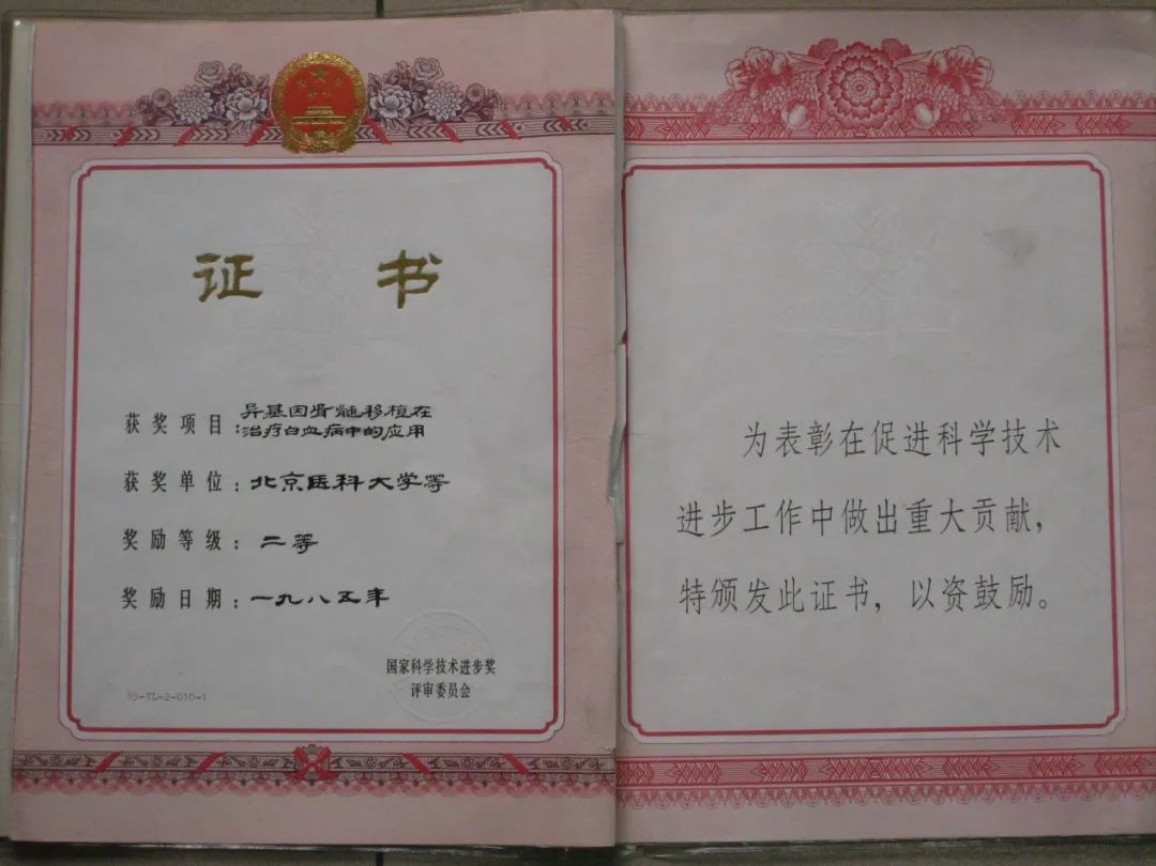 证 书
获奖项目:异基因骨髓移植在
治疗白血病中的应用
获奖单位:北京医科大学等
奖励等级:二等
奖励日期:一九八五年
国家科学技术进步奖
评审委员会
为表彰在促进科学技术
进步工作中做出重大贡献,
特颁发此证书,以资鼓励。